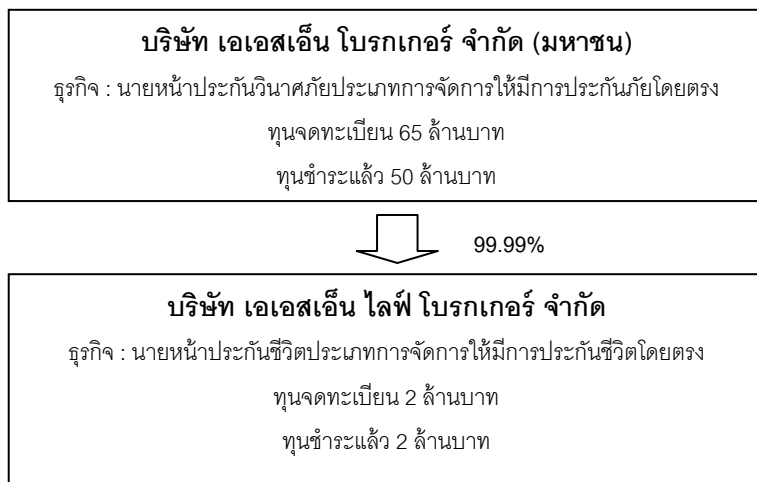 บริษัท เอเอสเอ็น โบรกเกอร์ จำกัด (มหาชน)
ธุรกิจ : นายหน้าประกันวินาศภัยประเภทการจัดการให้มีการประกันภัยโดยตรง
ทุนจดทะเบียน 65 ล้านบาท
ทุนชำระแล้ว 50 ล้านบาท
99.99%
บริษัท เอเอสเอ็น ไลฟ์ โบรกเกอร์ จำกัด
ธุรกิจ : นายหน้าประกันชีวิตประเภทการจัดการให้มีการประกันชีวิตโดยตรง
ทุนจดทะเบียน 2 ล้านบาท
ทุนชำระแล้ว 2 ล้านบาท